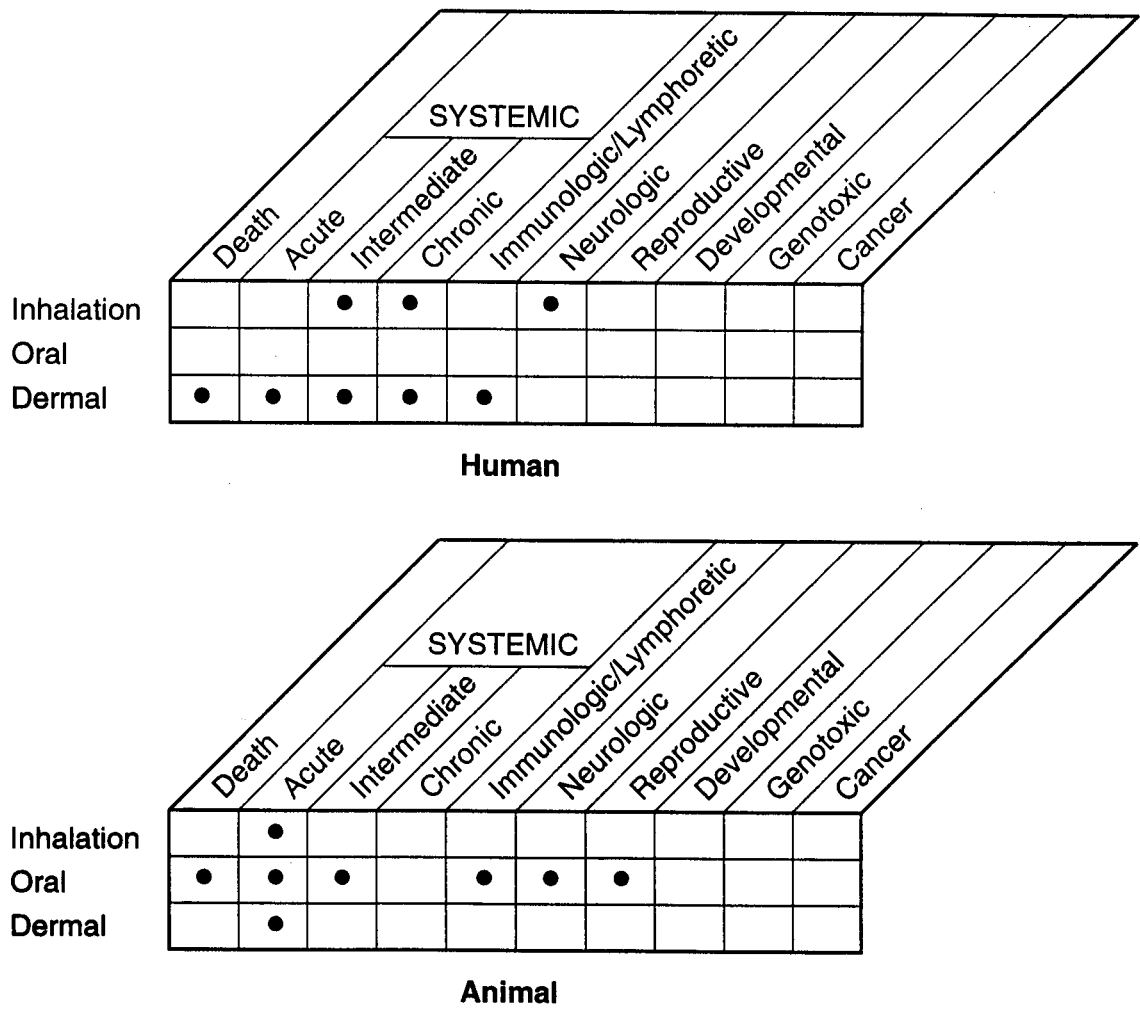 SYSTEMIC
Death
Acute
Intermediate
Chronic
Immunologic/Lymphoretic
Neurologic
Reproductive
Developmental
Genotoxic
Cancer
Inhalation
Oral
Dermal
Human
SYSTEMIC
Death
Acute
Intermediate
Chronic
Immunologic/Lymphoretic
Neurologic
Reproductive
Developmental
Genotoxic
Cancer
Inhalation
Oral
Dermal
Animal